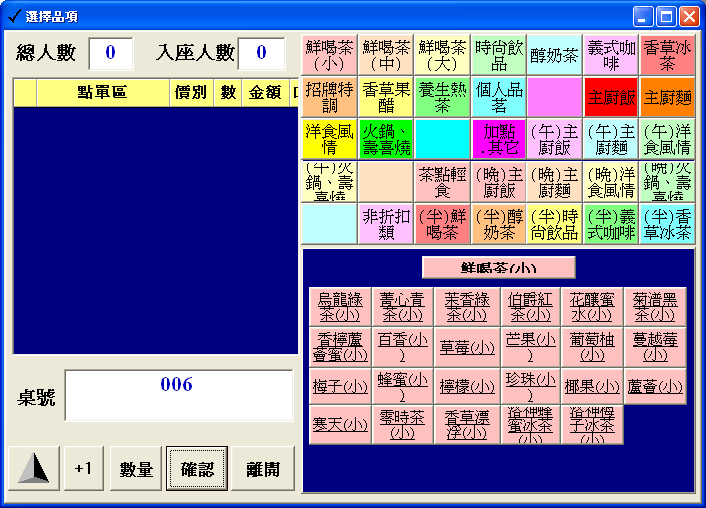 選擇品項
總人數 0 入座人數 0
點單區 價別 數 金額
桌號 006
+1 數量 確認 離開
鮮喝茶(小) 鮮喝茶(中) 鮮喝茶(大) 時尚飲品 醇奶茶 義式咖啡 香草冰茶
招牌特調 香草果醋 養生熱茶 個人品茗 主廚飯 主廚麵
洋食風情 火鍋、壽喜燒 加點.其它 (午)主廚飯 (午)主廚麵 (午)洋食風情
(午)火鍋、壽喜燒 茶點輕食 (晚)主廚飯 (晚)主廚麵 (晚)洋食風情 (晚)火鍋、壽喜燒
非折扣類 (半)鮮喝茶 (半)醇奶茶 (半)時尚飲品 (半)義式咖啡 (半)香草冰茶
鮮喝茶(小)
烏龍綠茶(小) 菁心青茶(小) 茉香綠茶(小) 伯爵紅茶(小) 花釀蜜水(小) 菊潽黑茶(小)
香檸蘆薈蜜(小) 百香(小) 草莓(小) 芒果(小) 葡萄柚(小) 蔓越莓(小)
梅子(小) 蜂蜜(小) 檸檬(小) 珍珠(小) 椰果(小) 蘆薈(小)
寒天(小) 零時茶(小) 香草漂浮(小) 蜂蜜冰茶(小) 梅子冰茶(小)